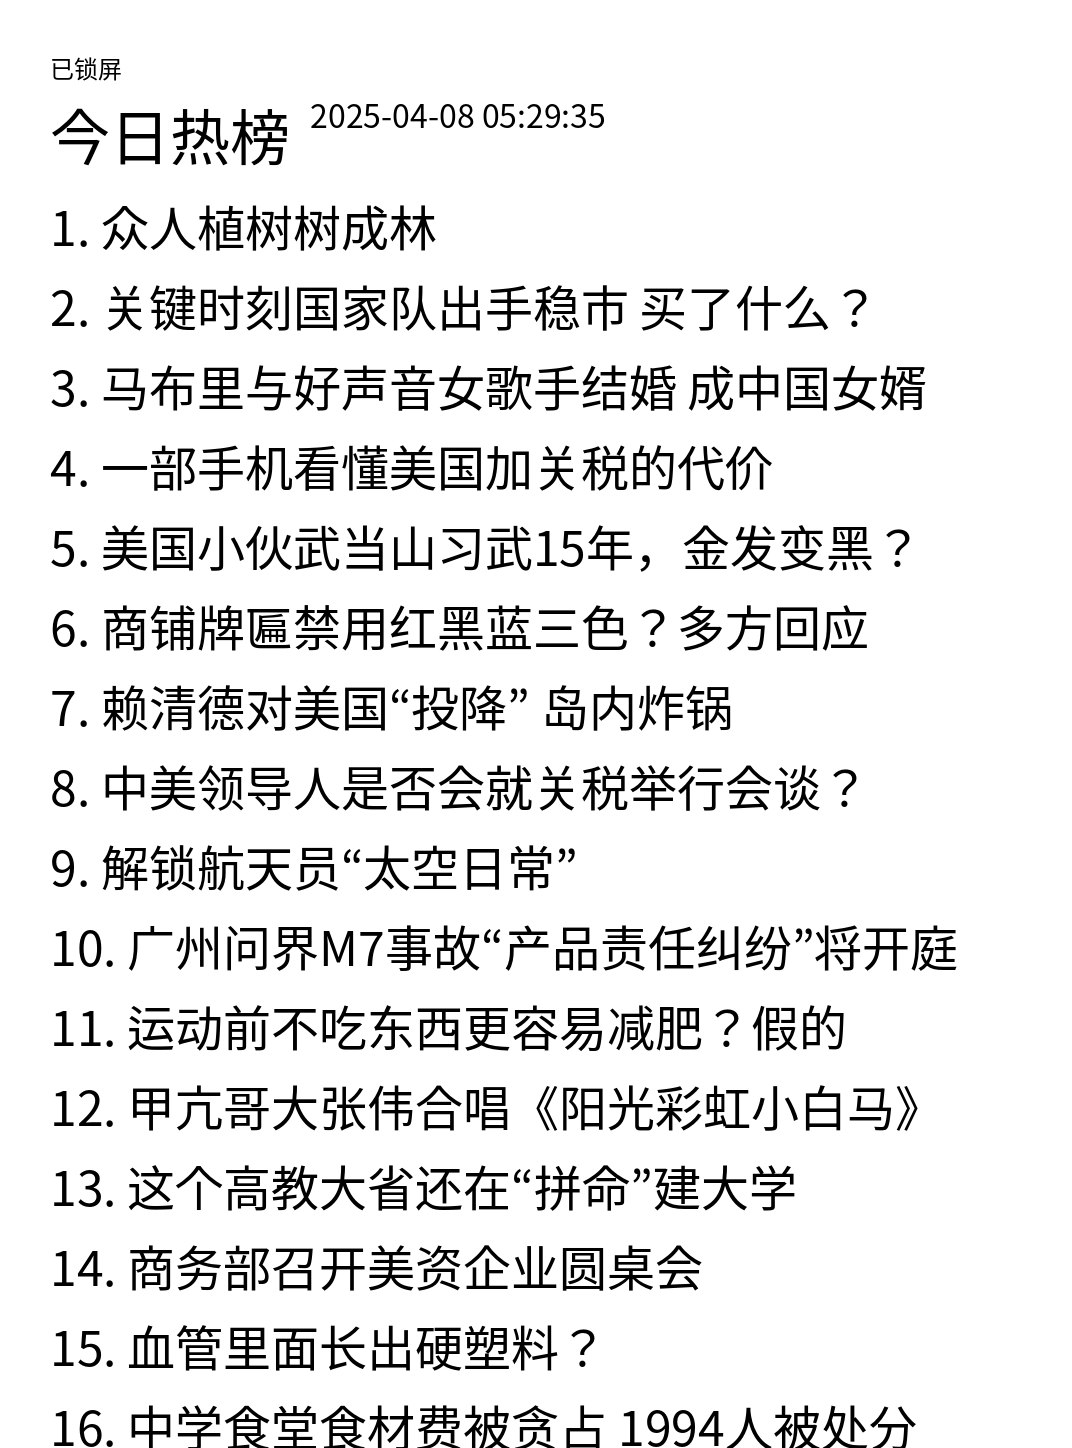 已锁屏
今日热榜 2025-04-08 05:29:35
1. 众人植树树成林
2. 关键时刻国家队出手稳市 买了什么？
3. 马布里与好声音女歌手结婚 成中国女婿
4. 一部手机看懂美国加关税的代价
5. 美国小伙武当山习武15年，金发变黑？
6. 商铺牌匾禁用红黑蓝三色？多方回应
7. 赖清德对美国“投降” 岛内炸锅
8. 中美领导人是否会就关税举行会谈？
9. 解锁航天员“太空日常”
10. 广州问界M7事故“产品责任纠纷”将开庭
11. 运动前不吃东西更容易减肥？假的
12. 甲亢哥大张伟合唱《阳光彩虹小白马》
13. 这个高教大省还在“拼命”建大学
14. 商务部召开美资企业圆桌会
15. 血管里面长出硬塑料？
16. 中学食堂食材费被贪占 1994人被处分